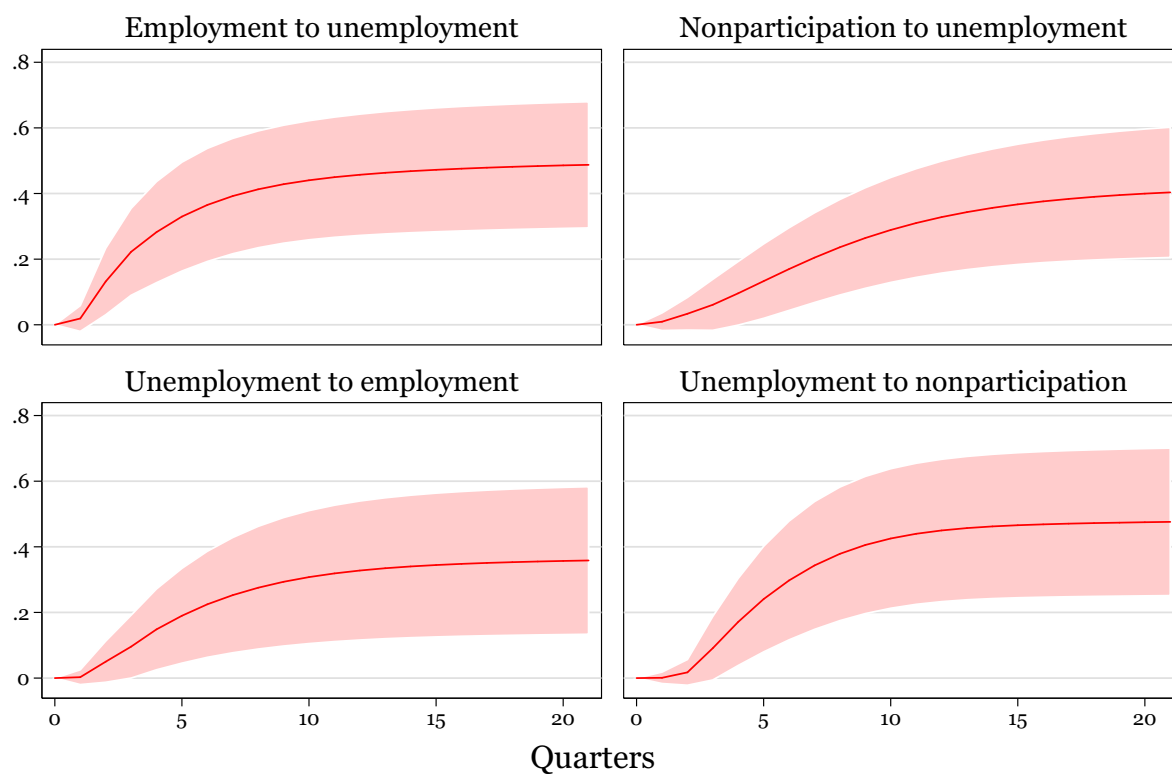 Employment to unemployment
Nonparticipation to unemployment
.8
.6
.4
.2
0
Unemployment to employment
Unemployment to nonparticipation
.8
.6
.4
.2
0
0 5 10 15 20
0 5 10 15 20
Quarters